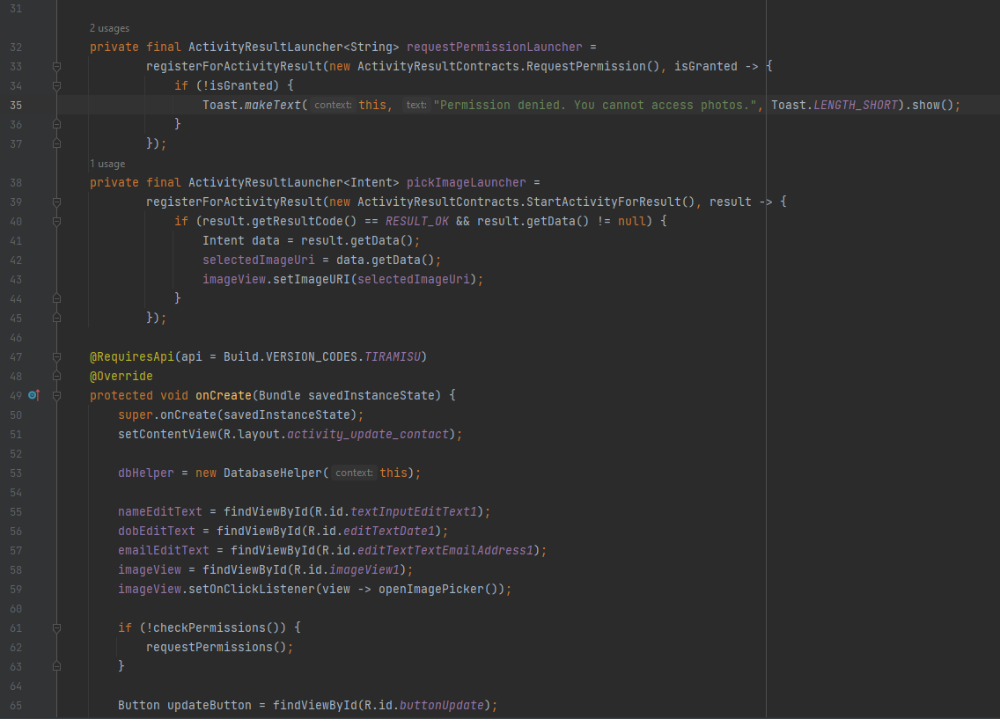 31
2 usages
32 private final ActivityResultLauncher<String> requestPermissionLauncher =
33 registerForActivityResult(new ActivityResultContracts.RequestPermission(), isGranted -> {
34 if (!isGranted) {
35 Toast.makeText( context: this, text: "Permission denied. You cannot access photos.", Toast.LENGTH_SHORT).show();
36 }
37 });
1 usage
38 private final ActivityResultLauncher<Intent> pickImageLauncher =
39 registerForActivityResult(new ActivityResultContracts.StartActivityForResult(), result -> {
40 if (result.getResultCode() == RESULT_OK && result.getData() != null) {
41 Intent data = result.getData();
42 selectedImageUri = data.getData();
43 imageView.setImageURI(selectedImageUri);
44 }
45 });
46
47 @RequiresApi(api = Build.VERSION_CODES.TIRAMISU)
48 @Override
49 protected void onCreate(Bundle savedInstanceState) {
50 super.onCreate(savedInstanceState);
51 setContentView(R.layout.activity_update_contact);
52
53 dbHelper = new DatabaseHelper( context: this);
54
55 nameEditText = findViewById(R.id.textInputEditText1);
56 dobEditText = findViewById(R.id.editTextDate1);
57 emailEditText = findViewById(R.id.editTextTextEmailAddress1);
58 imageView = findViewById(R.id.imageView1);
59 imageView.setOnClickListener(view -> openImagePicker());
60
61 if (!checkPermissions()) {
62 requestPermissions();
63 }
64
65 Button updateButton = findViewById(R.id.buttonUpdate);